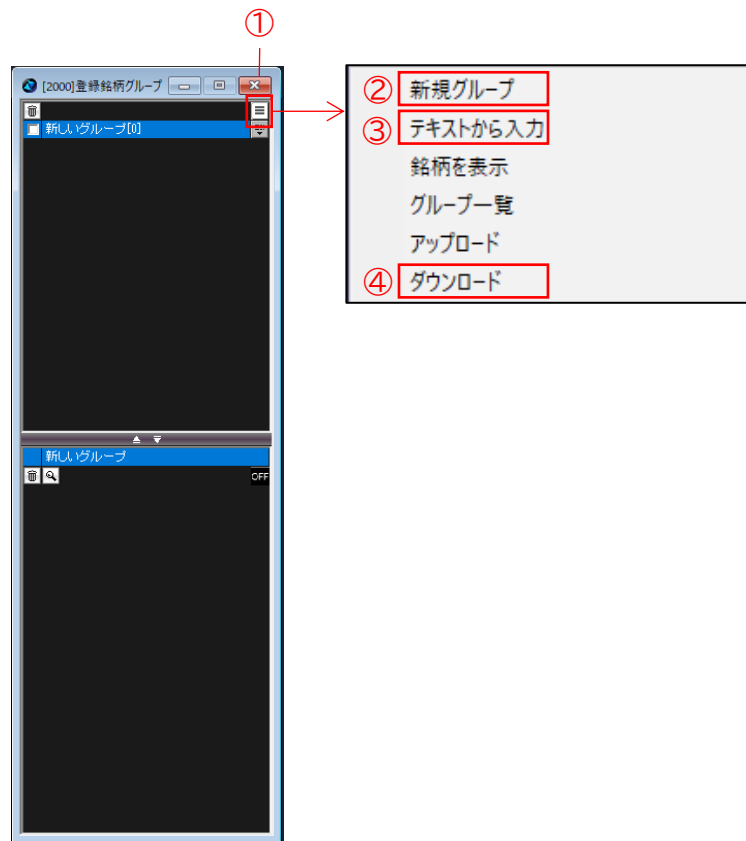 ①
[2000]登録銘柄グループ
新しいグループ[0]
新しいグループ
OFF
② 新規グループ
③ テキストから入力
銘柄を表示
グループ一覧
アップロード
④ ダウンロード